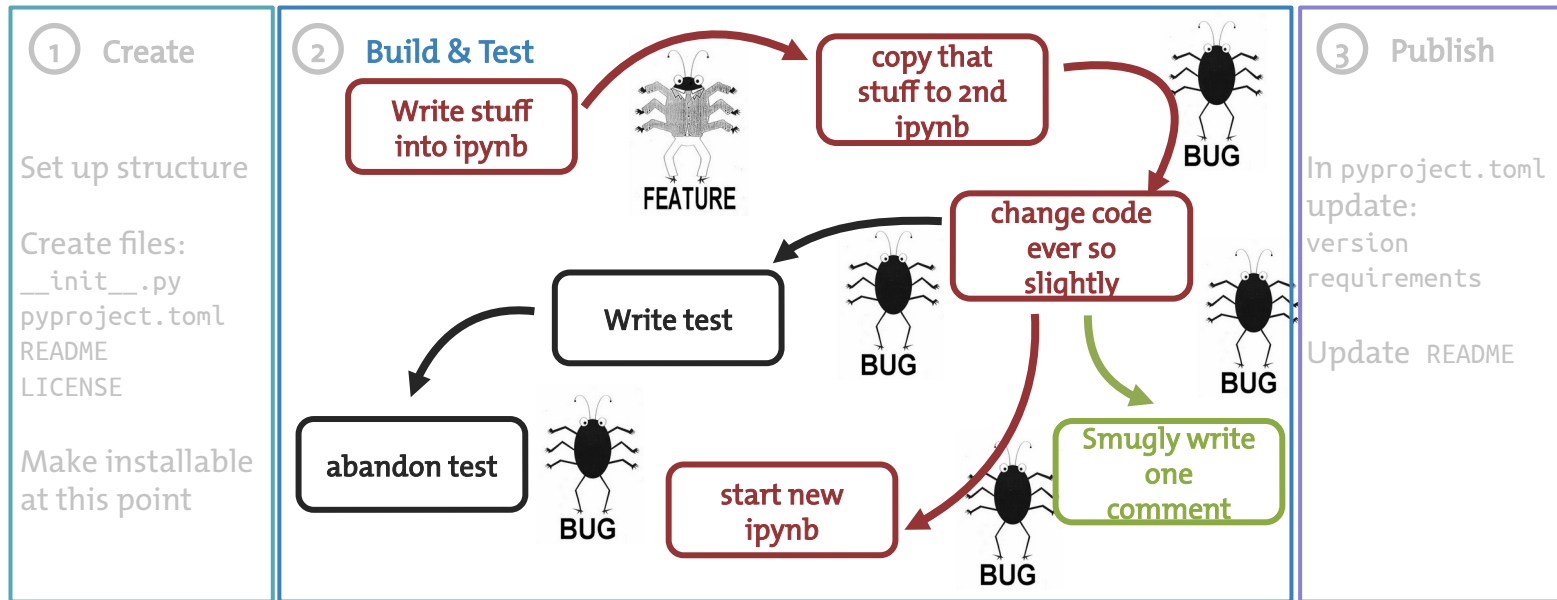 1 Create
Set up structure
Create files:
__init__.py
pyproject.toml
README
LICENSE
Make installable
at this point
2 Build & Test
Write stuff
into ipynb
FEATURE
copy that
stuff to 2nd
ipynb
BUG
change code
ever so
slightly
BUG
BUG
Write test
abandon test
BUG
start new
ipynb
BUG
Smugly write
one
comment
3 Publish
In pyproject.toml
update:
version
requirements
Update README